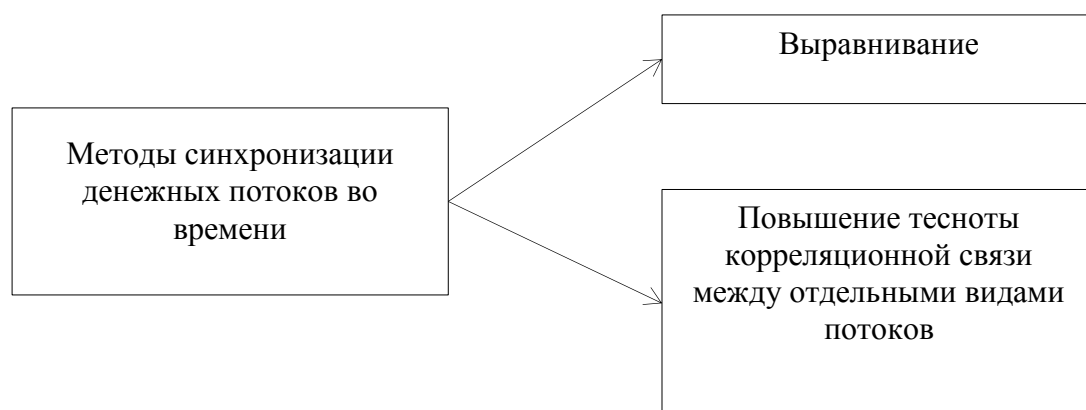 Выравнивание
Методы синхронизации
денежных потоков во
времени
Повышение тесноты
корреляционной связи
между отдельными видами
потоков